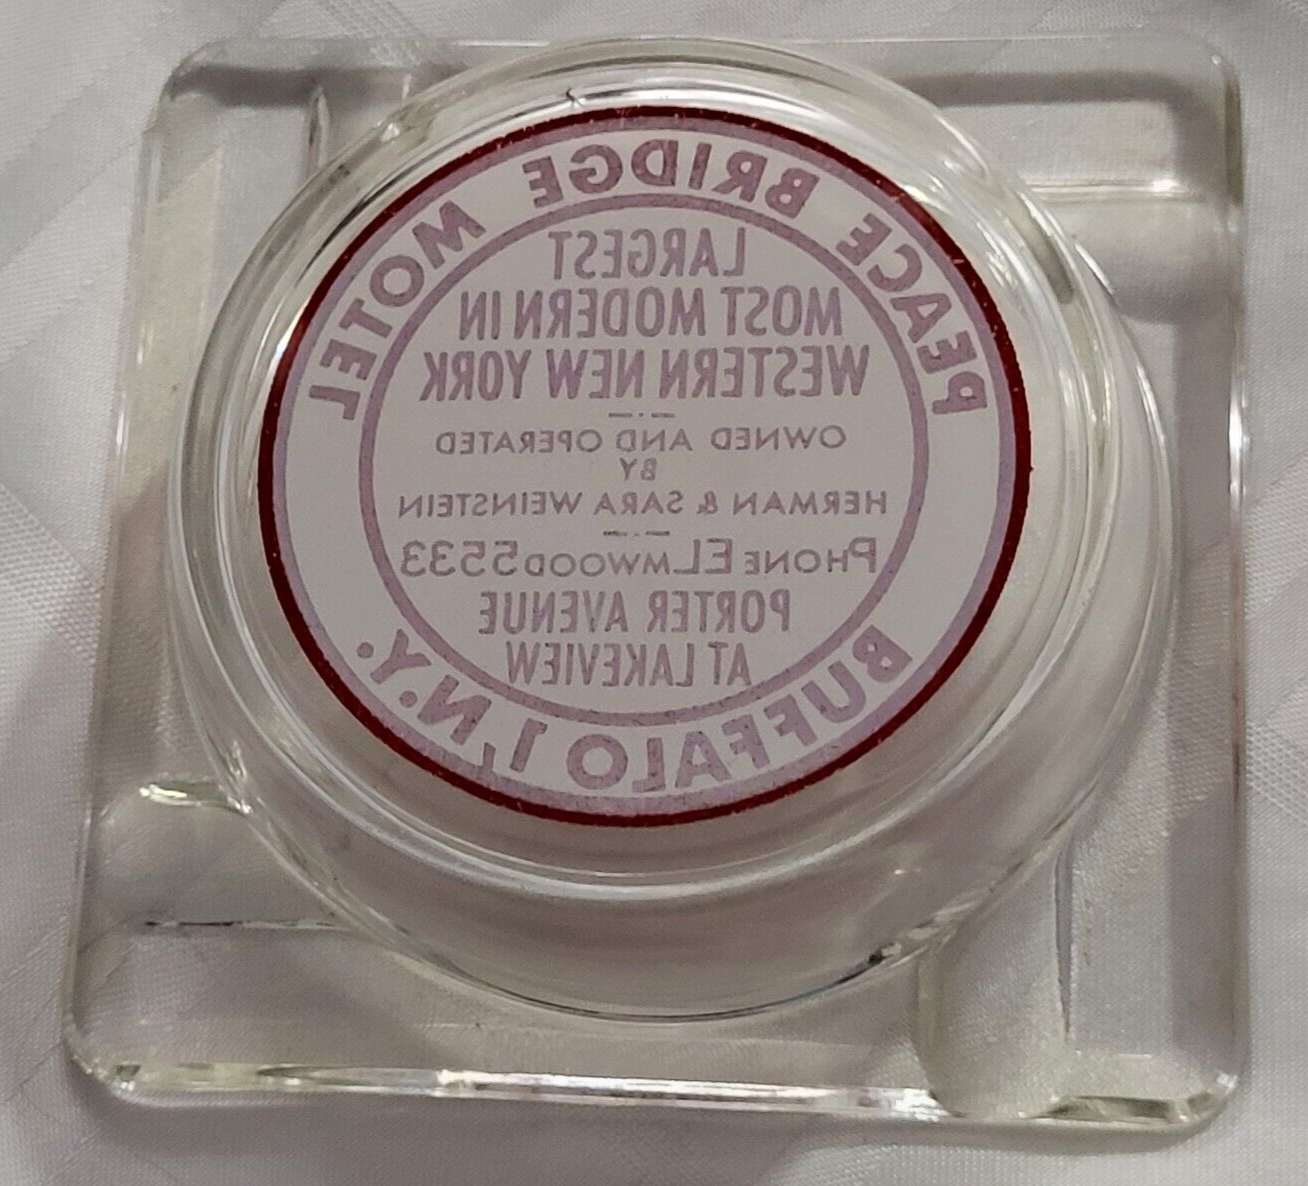 PEACE BRIDGE MOTEL
LARGEST
MOST MODERN IN
WESTERN NEW YORK
OWNED AND OPERATED
BY
HERMAN & SARA WEINSTEIN
PHONE ELMWOOD 5533
PORTER AVENUE
AT LAKEVIEW
BUFFALO 1, N.Y.